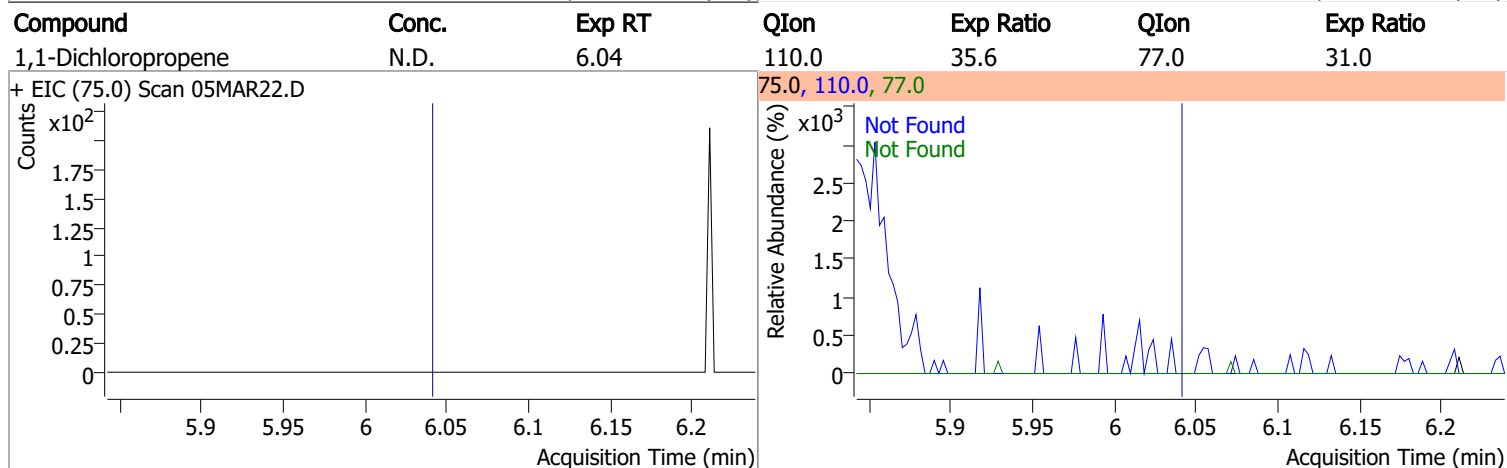 Compound Conc. Exp RT QIon Exp Ratio QIon Exp Ratio
1,1-Dichloropropene N.D. 6.04 110.0 35.6 77.0 31.0
+ EIC (75.0) Scan 05MAR22.D
Counts
x10²
1.75
1.5
1.25
1
0.75
0.5
0.25
0
5.9 5.95 6 6.05 6.1 6.15 6.2
Acquisition Time (min)
75.0, 110.0, 77.0
Relative Abundance (%)
x10³
Not Found
Not Found
2.5
2
1.5
1
0.5
0
5.9 5.95 6 6.05 6.1 6.15 6.2
Acquisition Time (min)